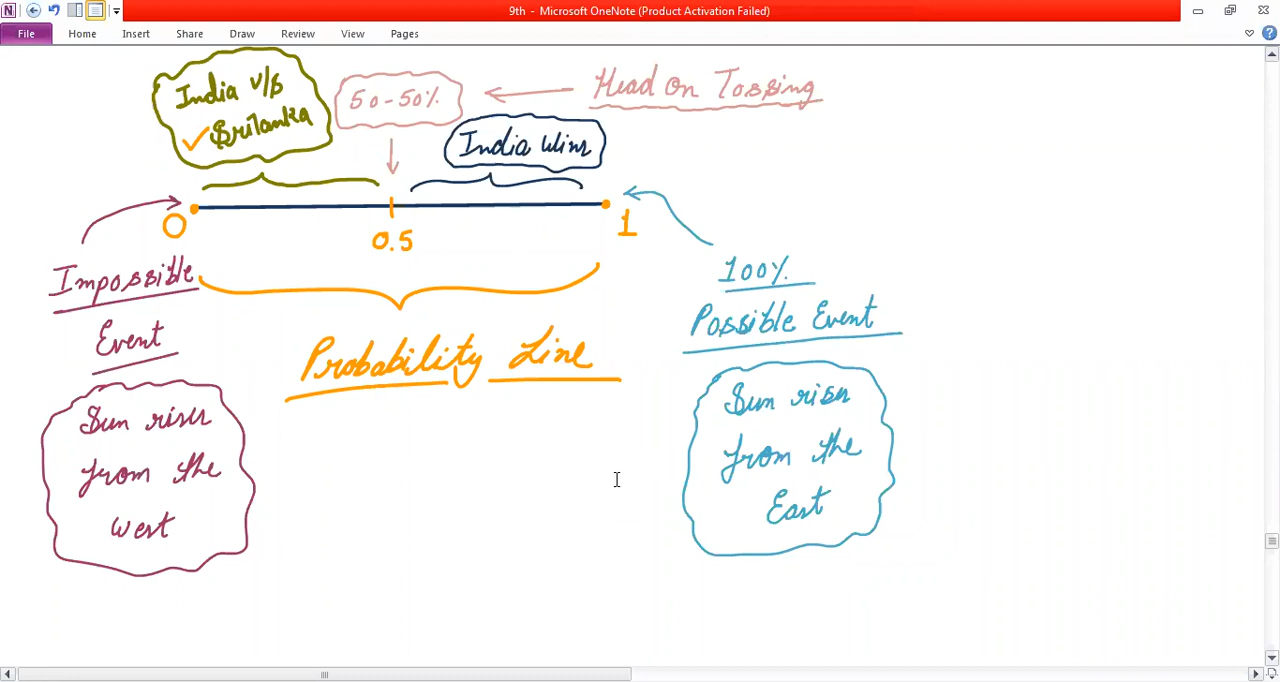 9th - Microsoft OneNote (Product Activation Failed)
File Home Insert Share Draw Review View Pages
India v/s
Srilanka
50-50%
Head On Tossing
India Wins
0
0.5
1
Impossible
Event
100%
Possible Event
Probability Line
Sun rises
from the
west
Sun rises
from the
East